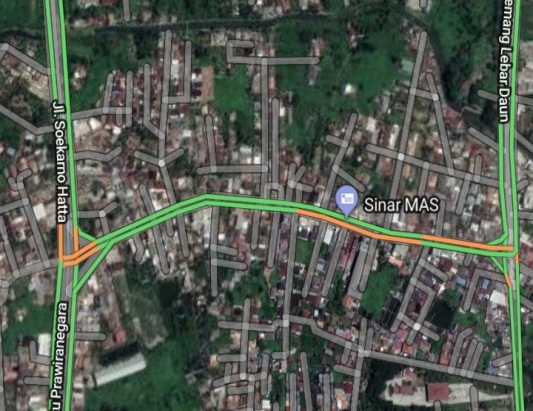 emang Lebar Daun
Jl. Soekarno Hatta
Sinar MAS
u Prawiranegara